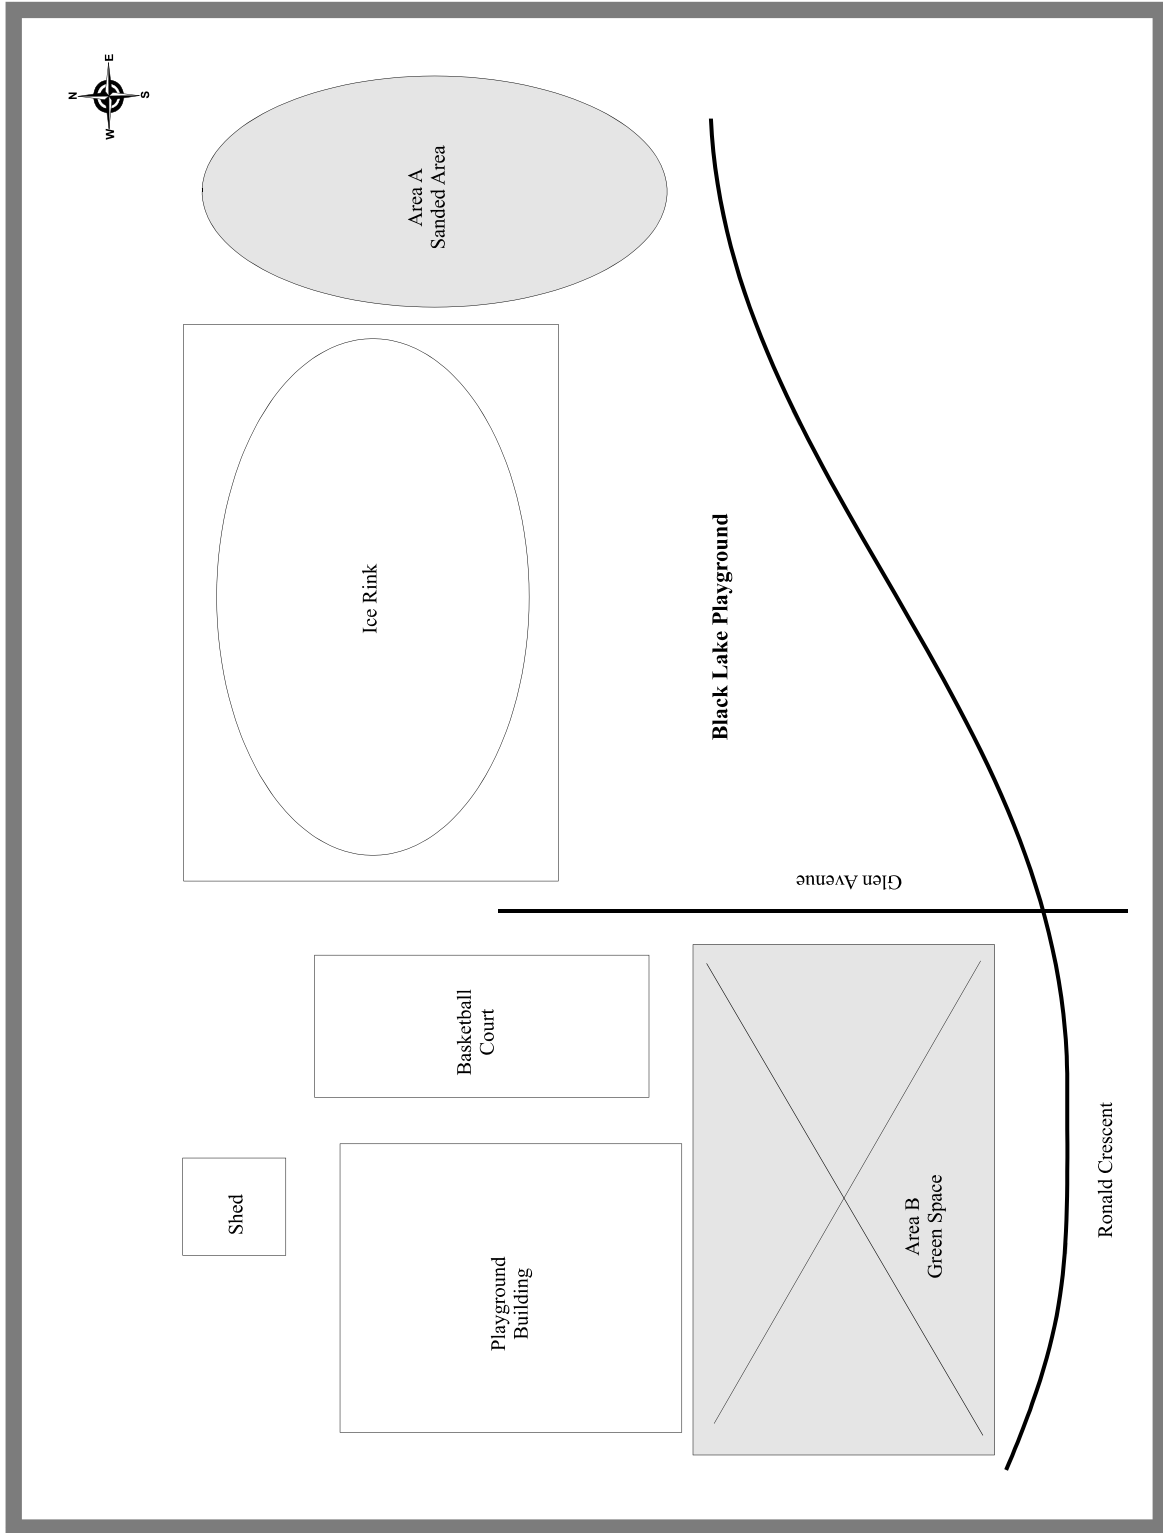 N
E
S
W
Area A
Sanded Area
Ice Rink
Black Lake Playground
Glen Avenue
Basketball
Court
Shed
Playground
Building
Area B
Green Space
Ronald Crescent